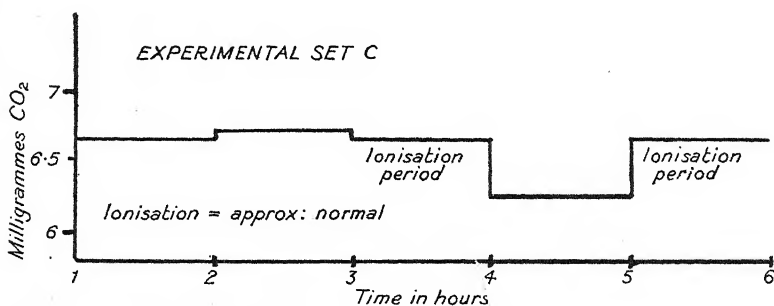 EXPERIMENTAL SET C
Milligrammes CO₂
7
6·5
6
Ionisation period
Ionisation period
Ionisation = approx: normal
1 2 3 4 5 6
Time in hours